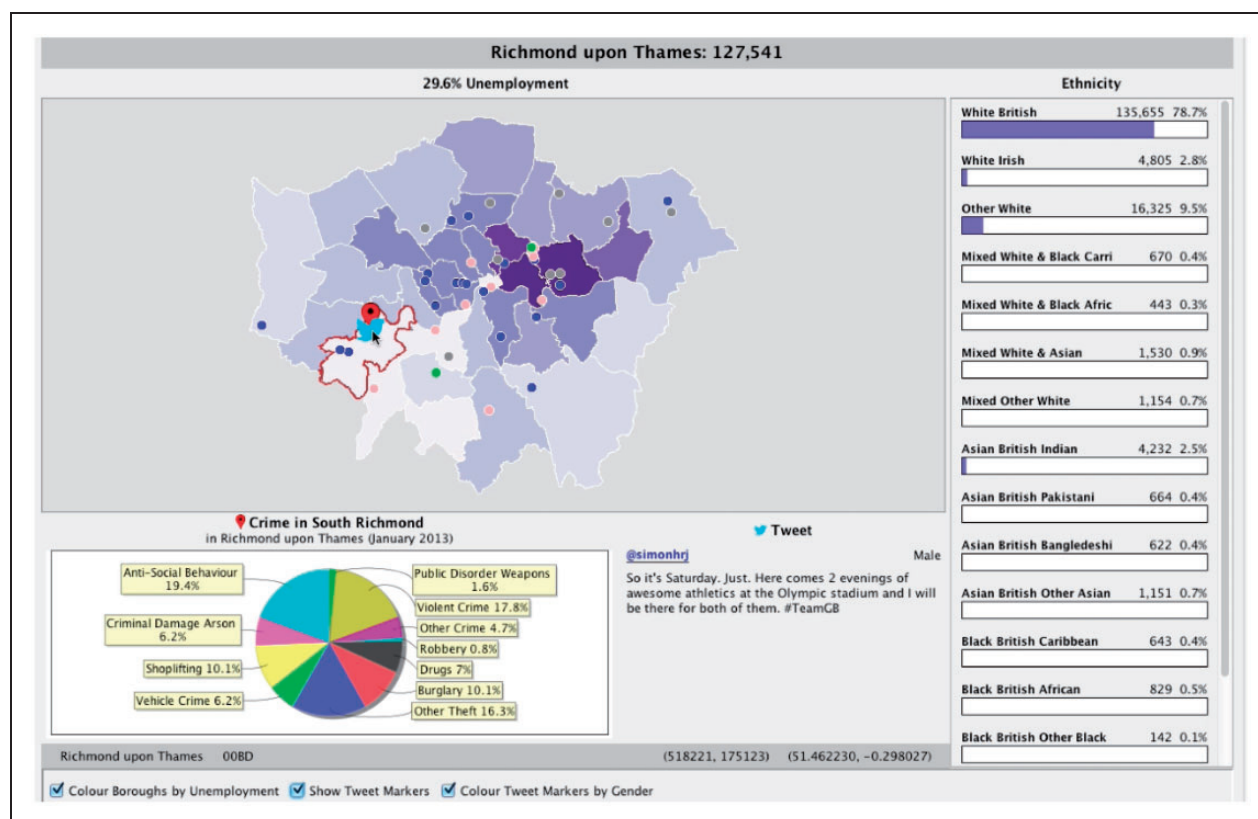 Richmond upon Thames: 127,541
29.6% Unemployment
Ethnicity
White British 135,655 78.7%
White Irish 4,805 2.8%
Other White 16,325 9.5%
Mixed White & Black Carri 670 0.4%
Mixed White & Black Afric 443 0.3%
Mixed White & Asian 1,530 0.9%
Mixed Other White 1,154 0.7%
Asian British Indian 4,232 2.5%
Asian British Pakistani 664 0.4%
Asian British Bangledeshi 622 0.4%
Asian British Other Asian 1,151 0.7%
Black British Caribbean 643 0.4%
Black British African 829 0.5%
Black British Other Black 142 0.1%
Crime in South Richmond
in Richmond upon Thames (January 2013)
Anti-Social Behaviour
19.4%
Criminal Damage Arson
6.2%
Shoplifting 10.1%
Vehicle Crime 6.2%
Public Disorder Weapons
1.6%
Violent Crime 17.8%
Other Crime 4.7%
Robbery 0.8%
Drugs 7%
Burglary 10.1%
Other Theft 16.3%
Tweet
@simonhrj Male
So it's Saturday. Just. Here comes 2 evenings of
awesome athletics at the Olympic stadium and I will
be there for both of them. #TeamGB
Richmond upon Thames 00BD (518221, 175123) (51.462230, -0.298027)
Colour Boroughs by Unemployment Show Tweet Markers Colour Tweet Markers by Gender